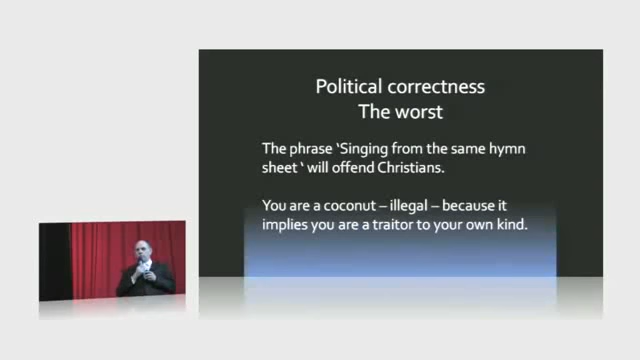 Political correctness
The worst
The phrase ‘Singing from the same hymn
sheet ‘ will offend Christians.
You are a coconut – illegal – because it
implies you are a traitor to your own kind.